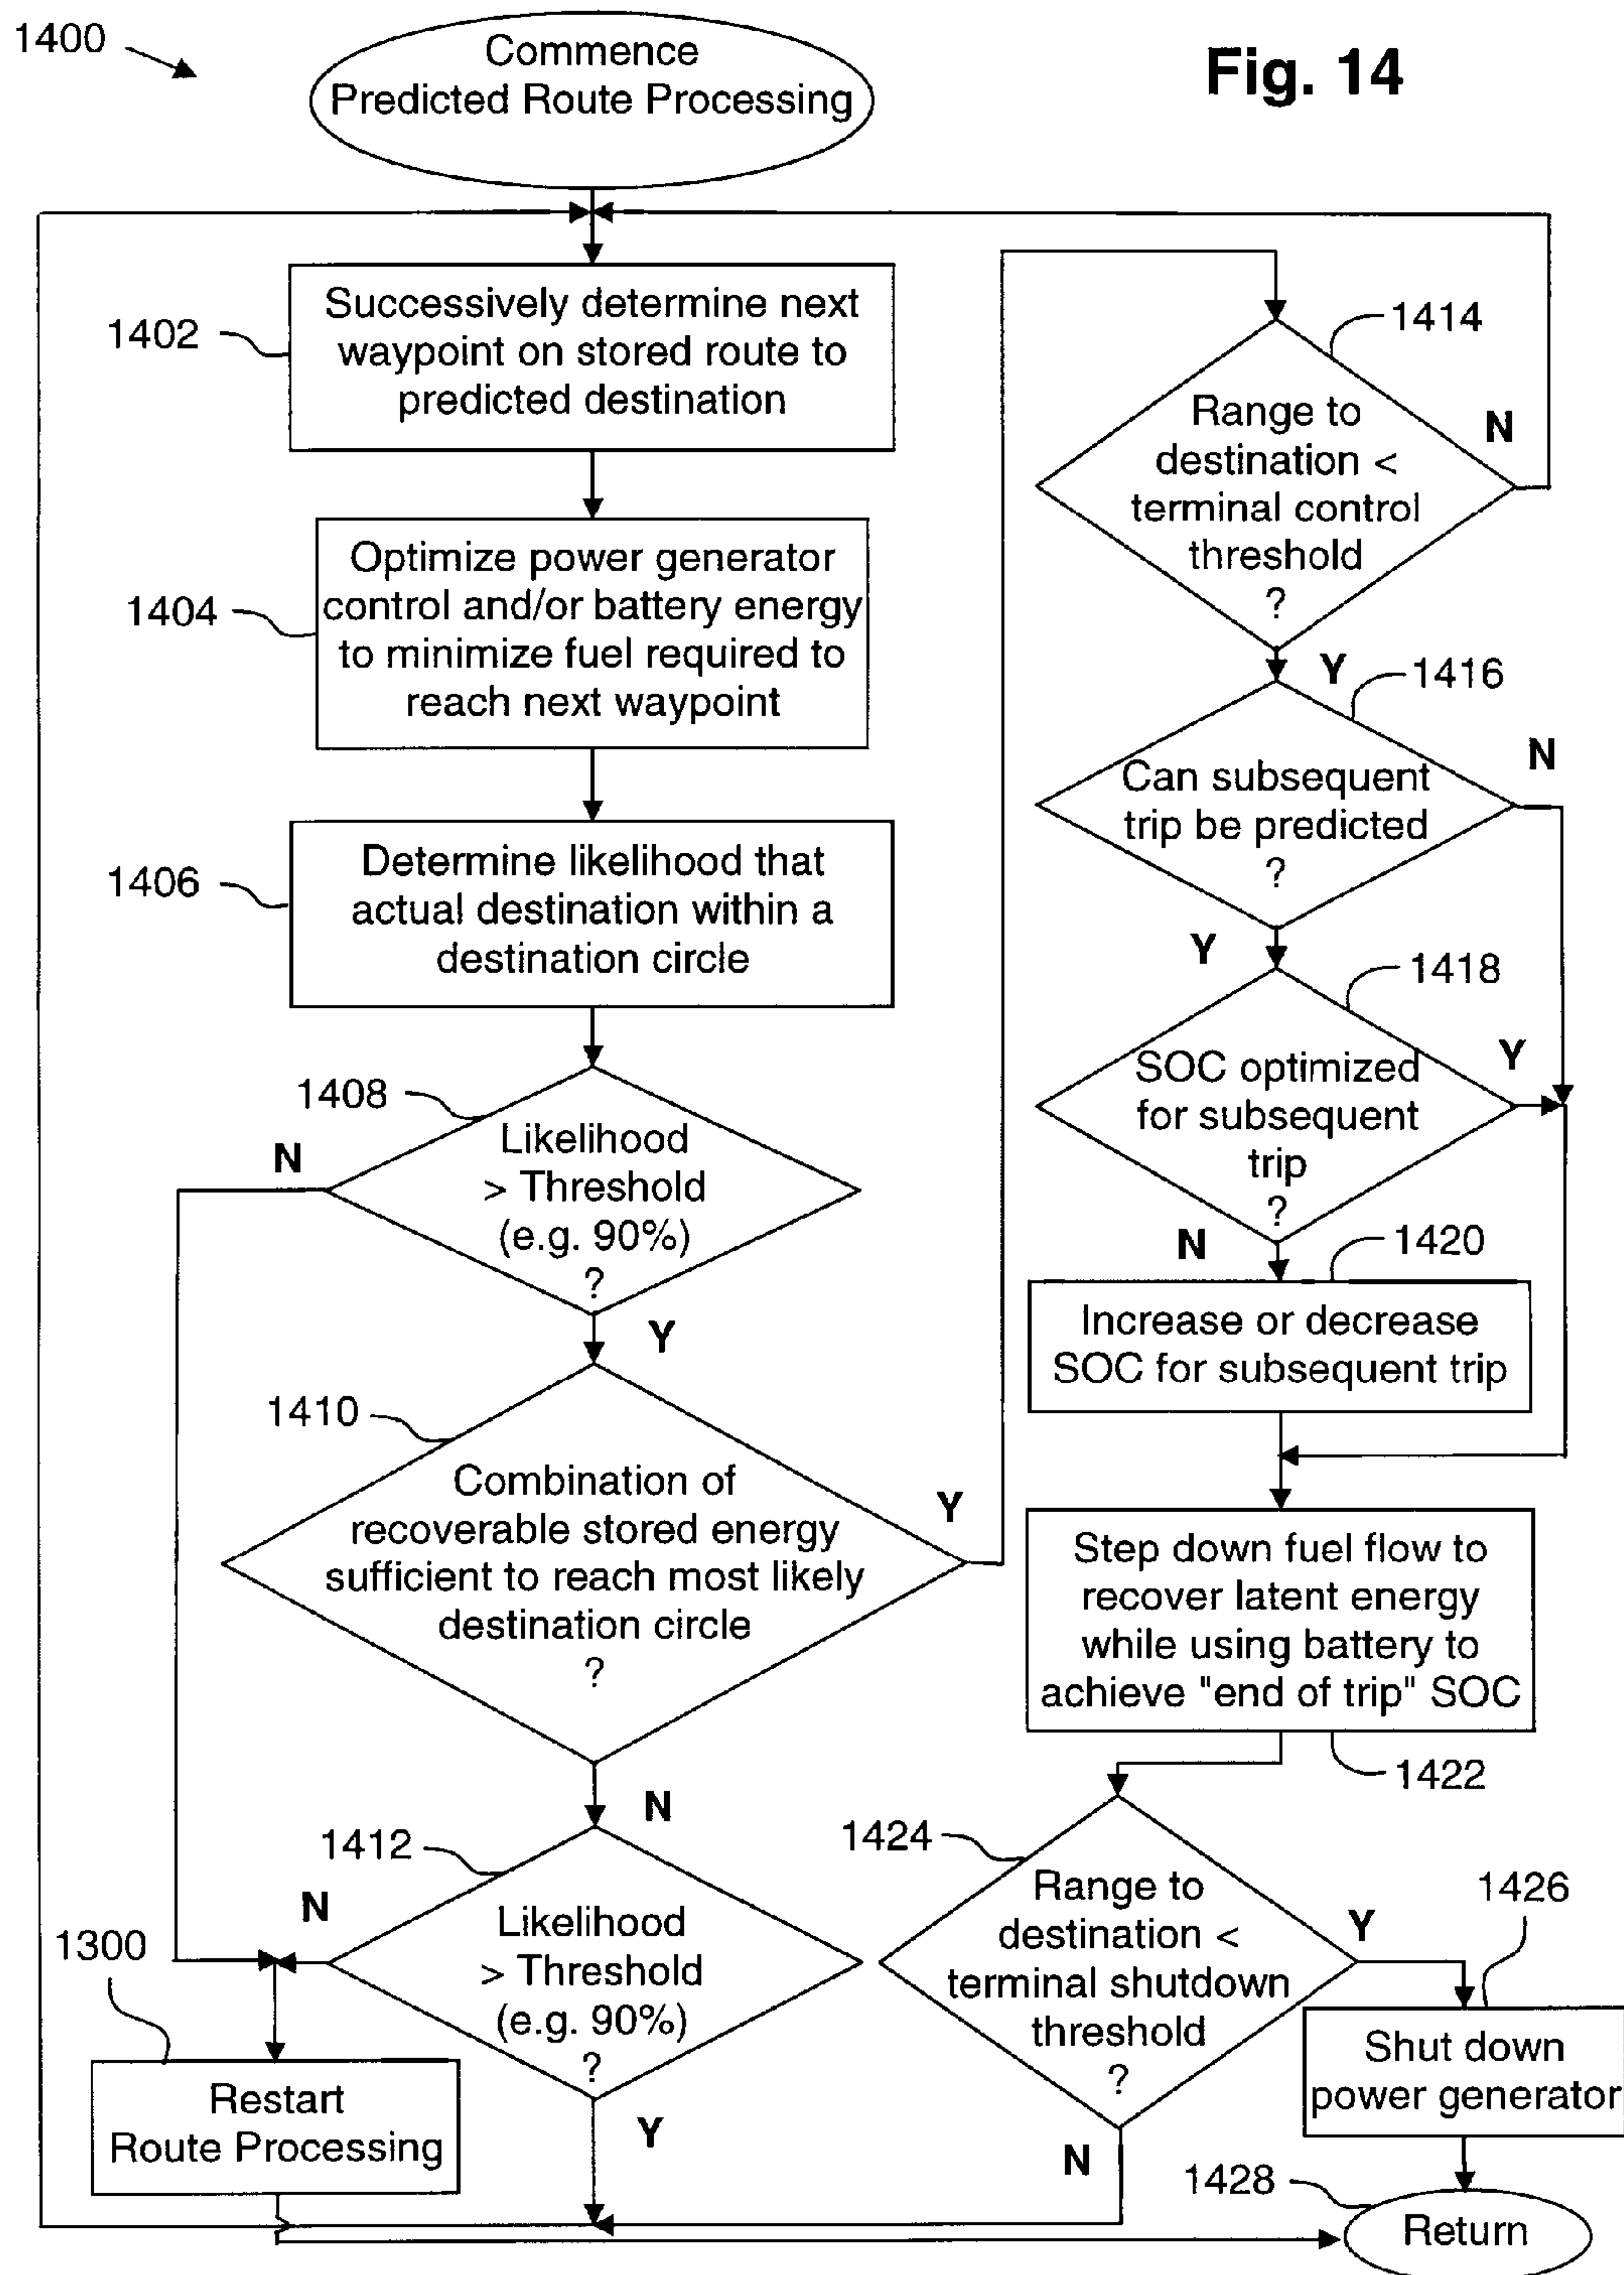 1400
Commence
Predicted Route Processing
Fig. 14
1402
Successively determine next
waypoint on stored route to
predicted destination
1404
Optimize power generator
control and/or battery energy
to minimize fuel required to
reach next waypoint
1406
Determine likelihood that
actual destination within a
destination circle
1408
Likelihood
> Threshold
(e.g. 90%)
?
N
Y
1410
Combination of
recoverable stored energy
sufficient to reach most likely
destination circle
?
Y
N
1412
Likelihood
> Threshold
(e.g. 90%)
?
N
Y
1300
Restart
Route Processing
1414
Range to
destination <
terminal control
threshold
?
N
Y
1416
Can subsequent
trip be predicted
?
N
Y
1418
SOC optimized
for subsequent
trip
?
Y
N
1420
Increase or decrease
SOC for subsequent trip
Step down fuel flow to
recover latent energy
while using battery to
achieve "end of trip" SOC
1422
1424
Range to
destination <
terminal shutdown
threshold
?
Y
N
1426
Shut down
power generator
1428
Return